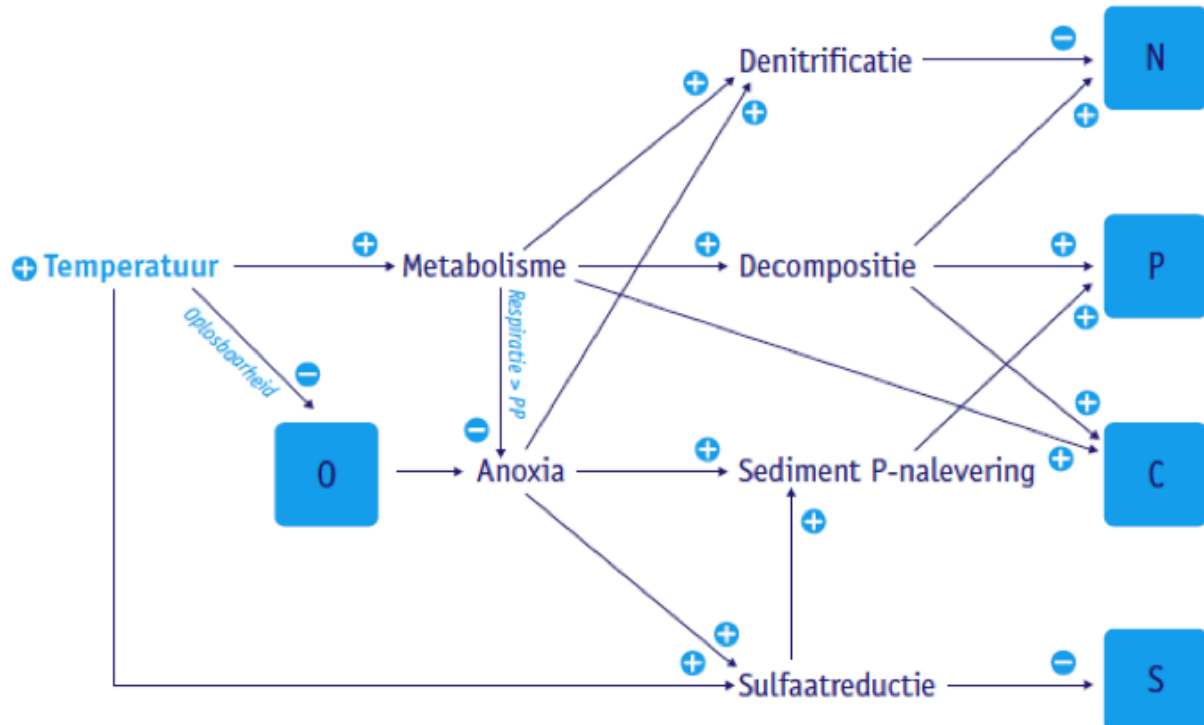 Denitrificatie
N
+ Temperatuur
Metabolisme
Decompositie
P
Oplosbaarheid
Respiratie > PP
O
Anoxia
Sediment P-nalevering
C
Sulfaatreductie
S